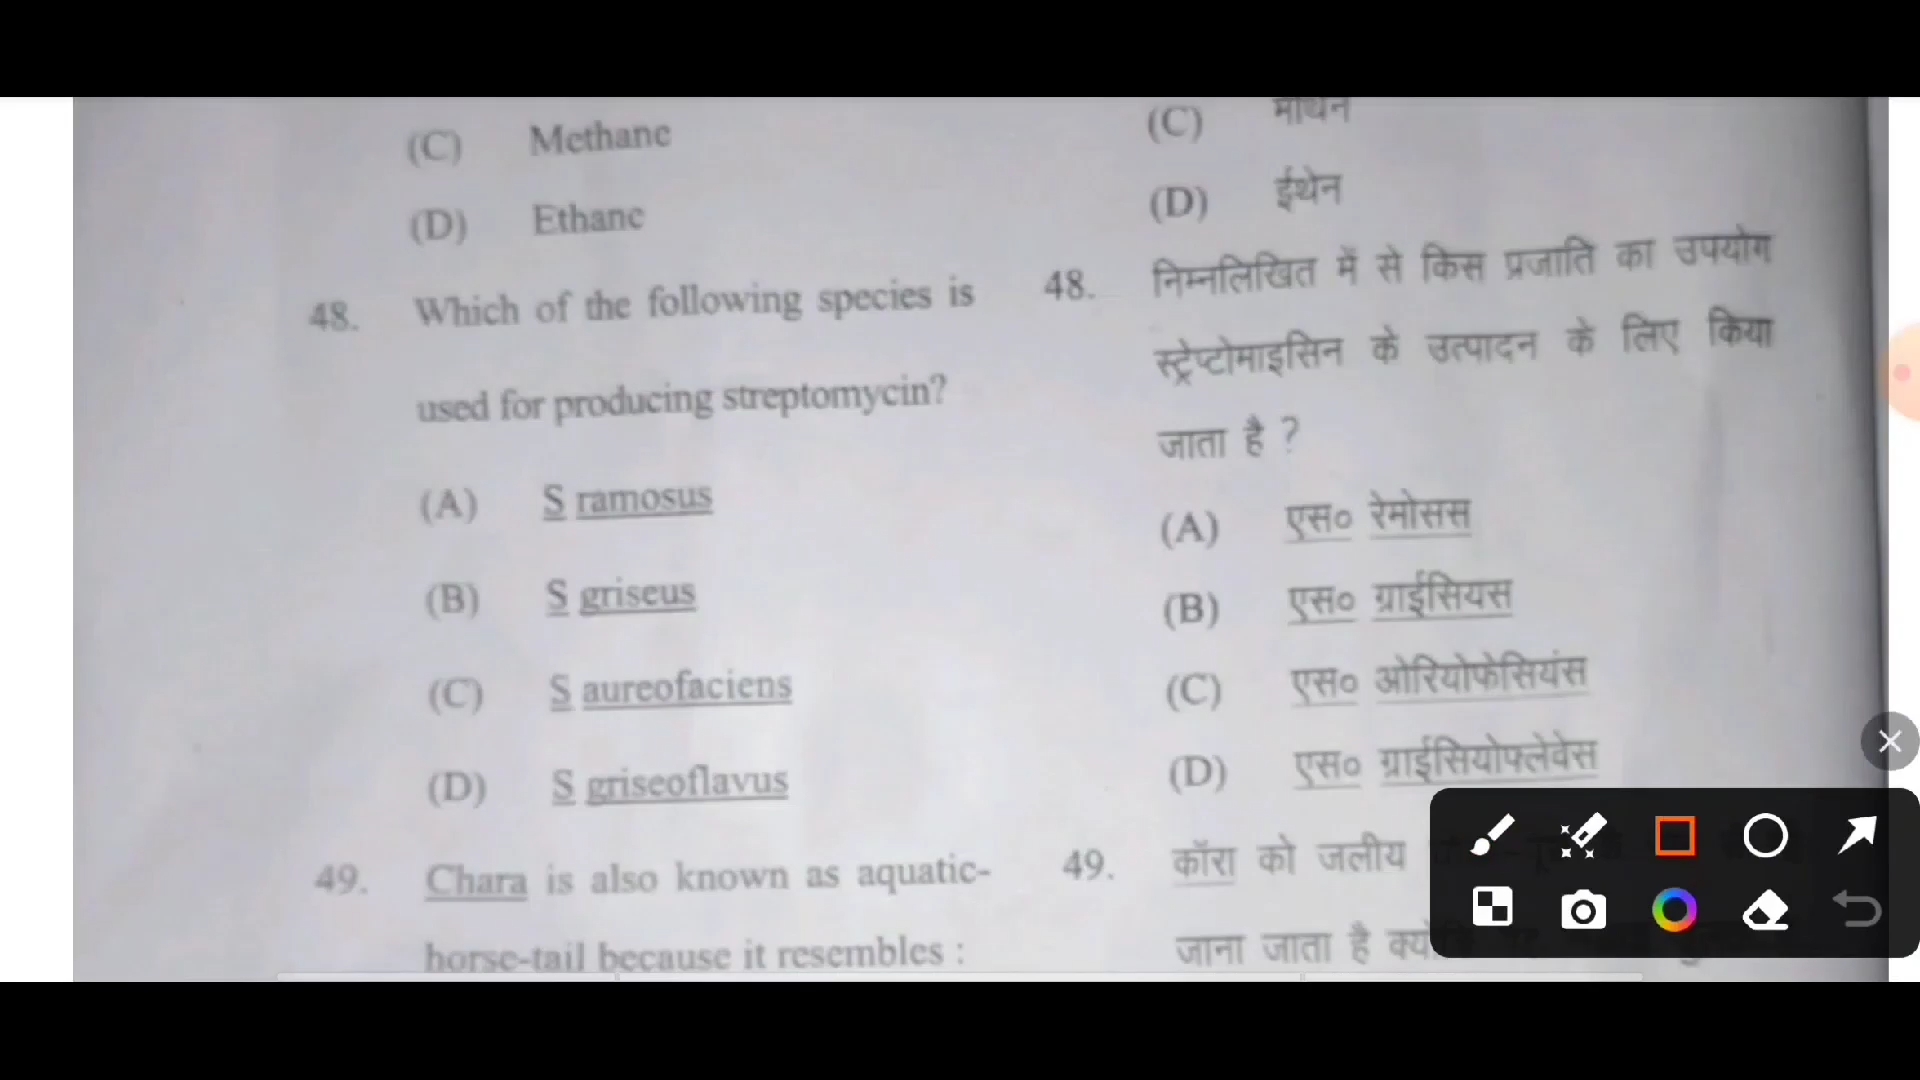 (C) Methane
(D) Ethane
48. Which of the following species is
used for producing streptomycin?
(A) S ramosus
(B) S griseus
(C) S aureofaciens
(D) S griseoflavus
49. Chara is also known as aquatic-
horse-tail because it resembles :
(C)
(D) ईथेन
48. निम्नलिखित में से किस प्रजाति का उपयोग
स्ट्रेप्टोमाइसिन के उत्पादन के लिए किया
जाता है ?
(A) एस० रेमोसस
(B) एस० ग्राईसियस
(C) एस० ओरियोफेसियंस
(D) एस० ग्राईसियोफ्लेवेस
49. कॉरा को जलीय
जाना जाता है